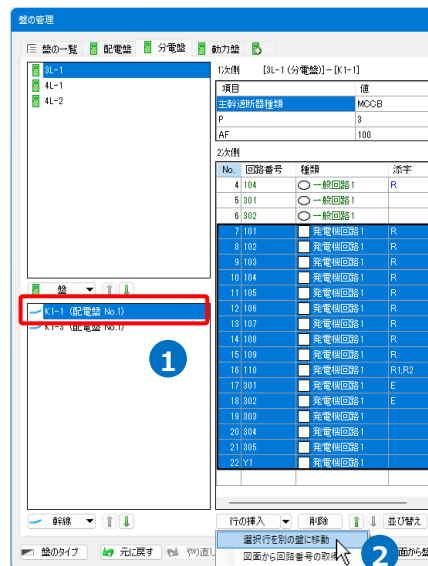 盤の管理
盤の一覧 配電盤 分電盤 動力盤
3L-1
4L-1
4L-2
盤
K1-1 (配電盤 No.1)
K1-3 (配電盤 No.1)
1
幹線
1次側 [3L-1 (分電盤)]-[K1-1]
項目 値
主幹遮断器種類 MCCB
P 3
AF 100
2次側
No. 回路番号 種類 添字
4 104 一般回路1 R
5 301 一般回路1
6 302 一般回路1
7 101 発電機回路1 R
8 102 発電機回路1 R
9 103 発電機回路1 R
10 104 発電機回路1 R
11 105 発電機回路1 R
12 106 発電機回路1 R
13 107 発電機回路1 R
14 108 発電機回路1 R
15 109 発電機回路1 R
16 110 発電機回路1 R1,R2
17 301 発電機回路1 E
18 302 発電機回路1 E
19 303 発電機回路1
20 304 発電機回路1
21 305 発電機回路1
22 Y1 発電機回路1
行の挿入 削除 並び替え
選択行を別の盤に移動
図面から回路番号の取得
2
盤のタイプ 元に戻す やり直し 面から盤